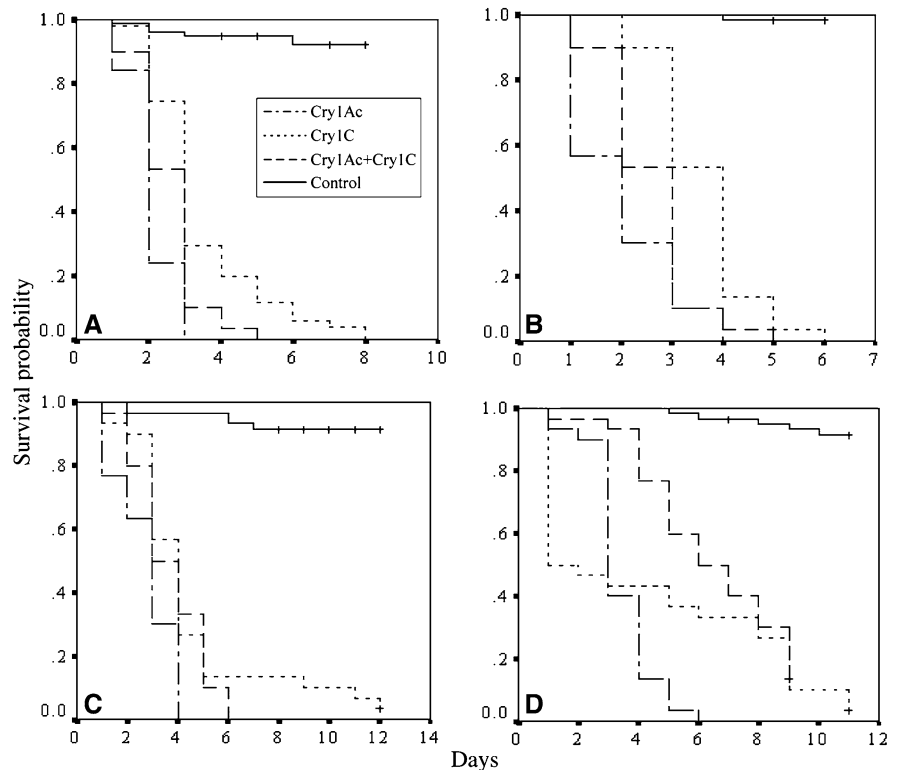 1.0
.8
.6
.4
.2
0.0
A
0 2 4 6 8 10
Cry1Ac
Cry1C
Cry1Ac+Cry1C
Control
1.0
.8
.6
.4
.2
0.0
B
0 1 2 3 4 5 6 7
Survival probability
1.0
.8
.6
.4
.2
0.0
C
0 2 4 6 8 10 12 14
1.0
.8
.6
.4
.2
0.0
D
0 2 4 6 8 10 12
Days